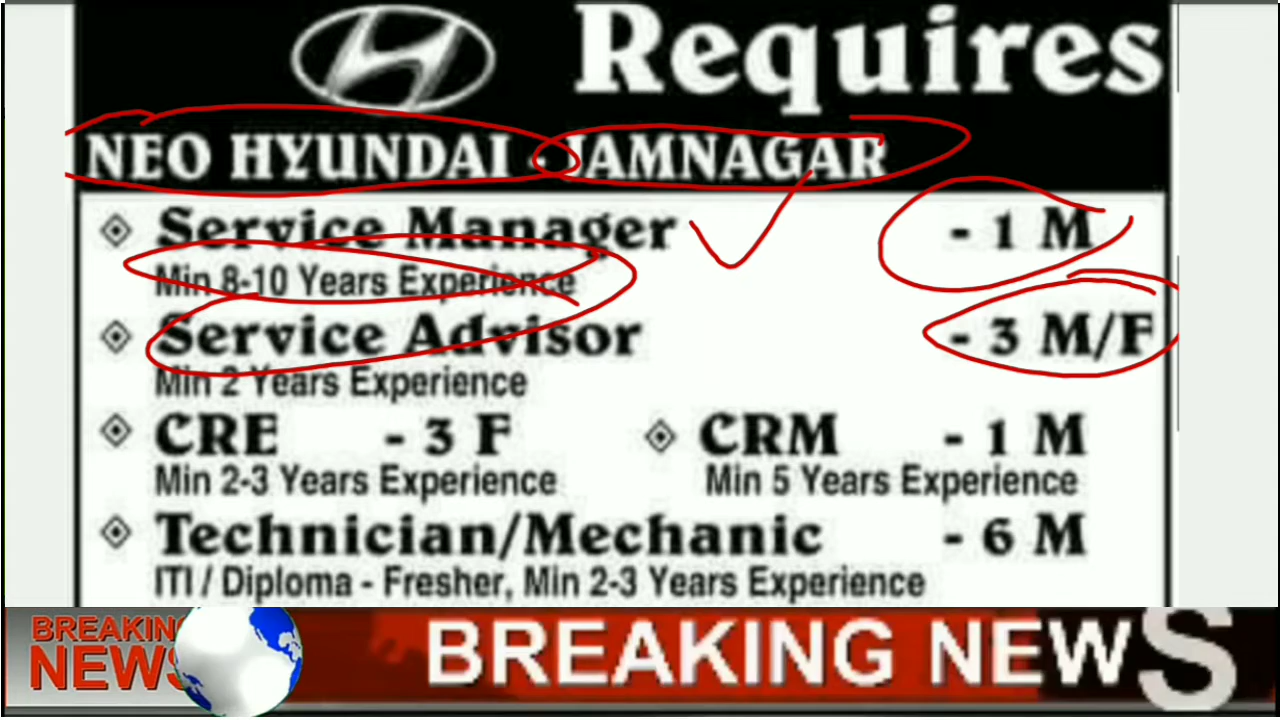 Requires
NEO HYUNDAI - JAMNAGAR
Service Manager - 1 M
Min 8-10 Years Experience
Service Advisor - 3 M/F
Min 2 Years Experience
CRE - 3 F CRM - 1 M
Min 2-3 Years Experience Min 5 Years Experience
Technician/Mechanic - 6 M
ITI / Diploma - Fresher, Min 2-3 Years Experience
BREAKING NEWS
BREAKING
NEWS